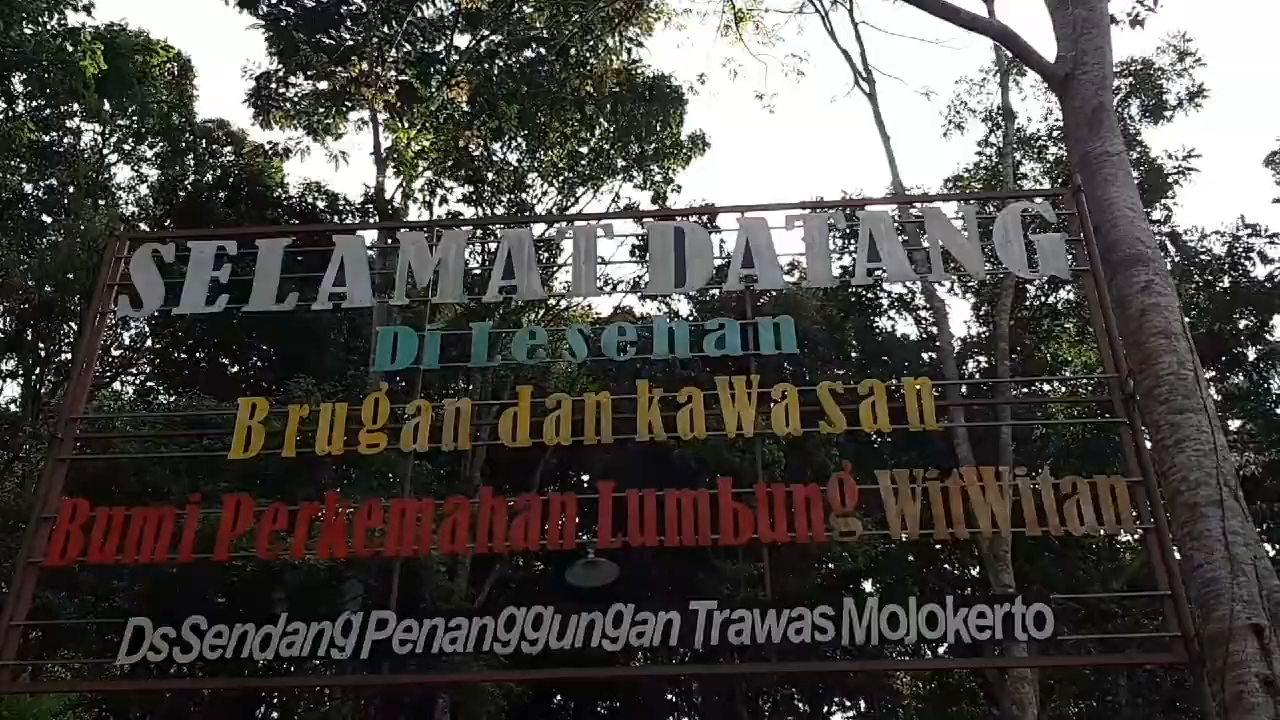 SELAMAT DATANG
Di Lesehan
Brugan dan kaWasan
Bumi Perkemahan Lumbung WitWitan
Ds Sendang Penanggungan Trawas Mojokerto